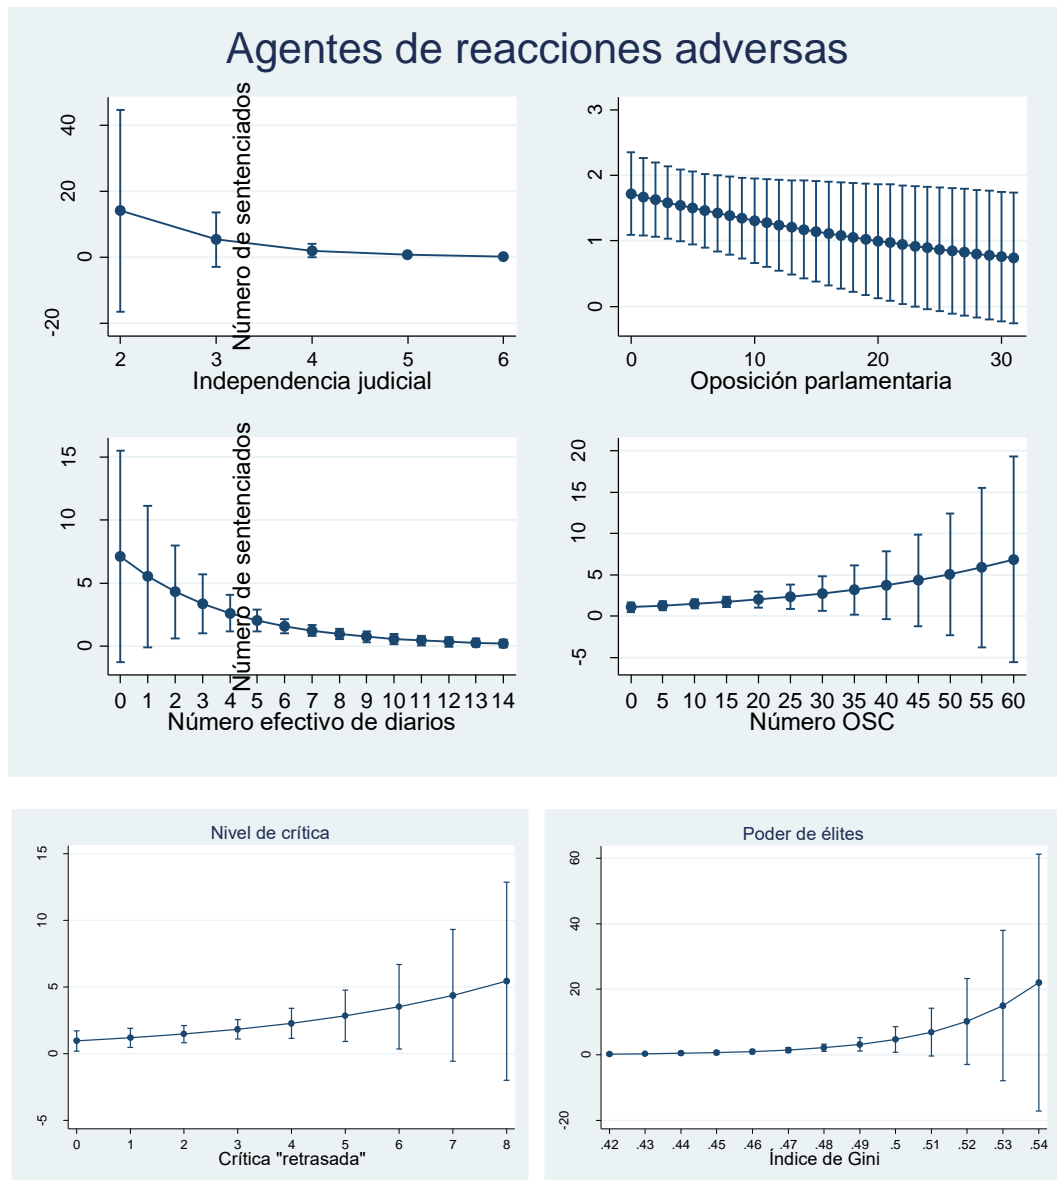 Agentes de reacciones adversas
Número de sentenciados
40
20
0
-20
2 3 4 5 6
Independencia judicial
3
2
1
0
0 10 20 30
Oposición parlamentaria
Número de sentenciados
15
10
5
0
0 1 2 3 4 5 6 7 8 9 10 11 12 13 14
Número efectivo de diarios
20
15
10
5
0
-5
0 5 10 15 20 25 30 35 40 45 50 55 60
Número OSC
Nivel de crítica
15
10
5
0
-5
0 1 2 3 4 5 6 7 8
Crítica "retrasada"
Poder de élites
60
40
20
0
-20
.42 .43 .44 .45 .46 .47 .48 .49 .5 .51 .52 .53 .54
Índice de Gini